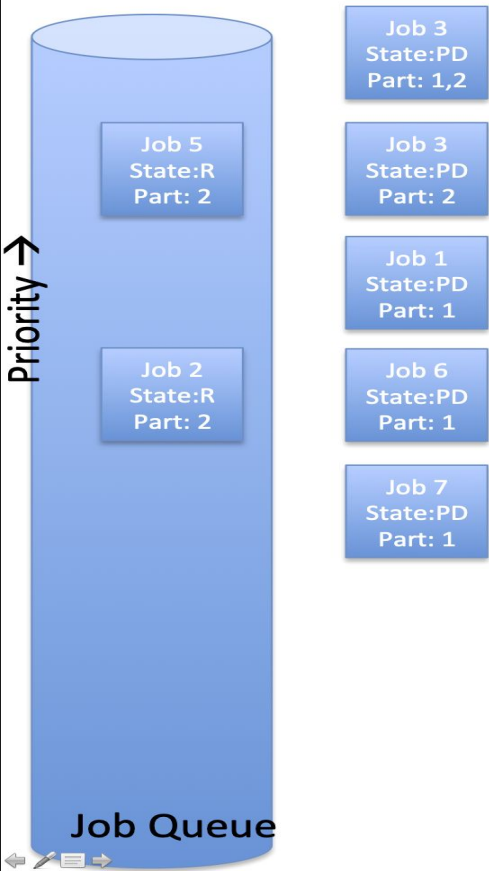 Job 3
State:PD
Part: 1,2
Job 5
State:R
Part: 2
Job 3
State:PD
Part: 2
Job 1
State:PD
Part: 1
Priority →
Job 2
State:R
Part: 2
Job 6
State:PD
Part: 1
Job 7
State:PD
Part: 1
Job Queue